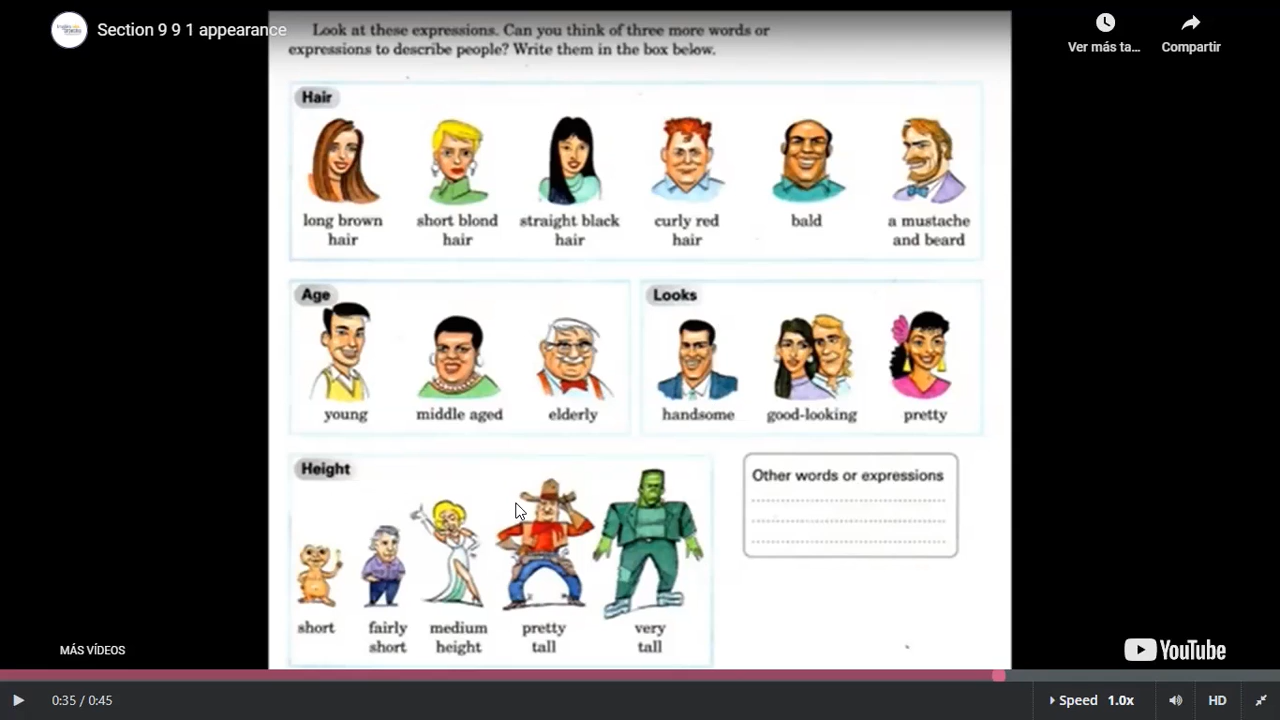 Section 9 9 1 appearance
Ver más ta...
Compartir
Look at these expressions. Can you think of three more words or
expressions to describe people? Write them in the box below.
Hair
long brown
hair
short blond
hair
straight black
hair
curly red
hair
bald
a mustache
and beard
Age
young
middle aged
elderly
Looks
handsome
good-looking
pretty
Height
short
fairly
short
medium
height
pretty
tall
very
tall
Other words or expressions
MÁS VÍDEOS
YouTube
0:35 / 0:45
Speed 1.0x
HD